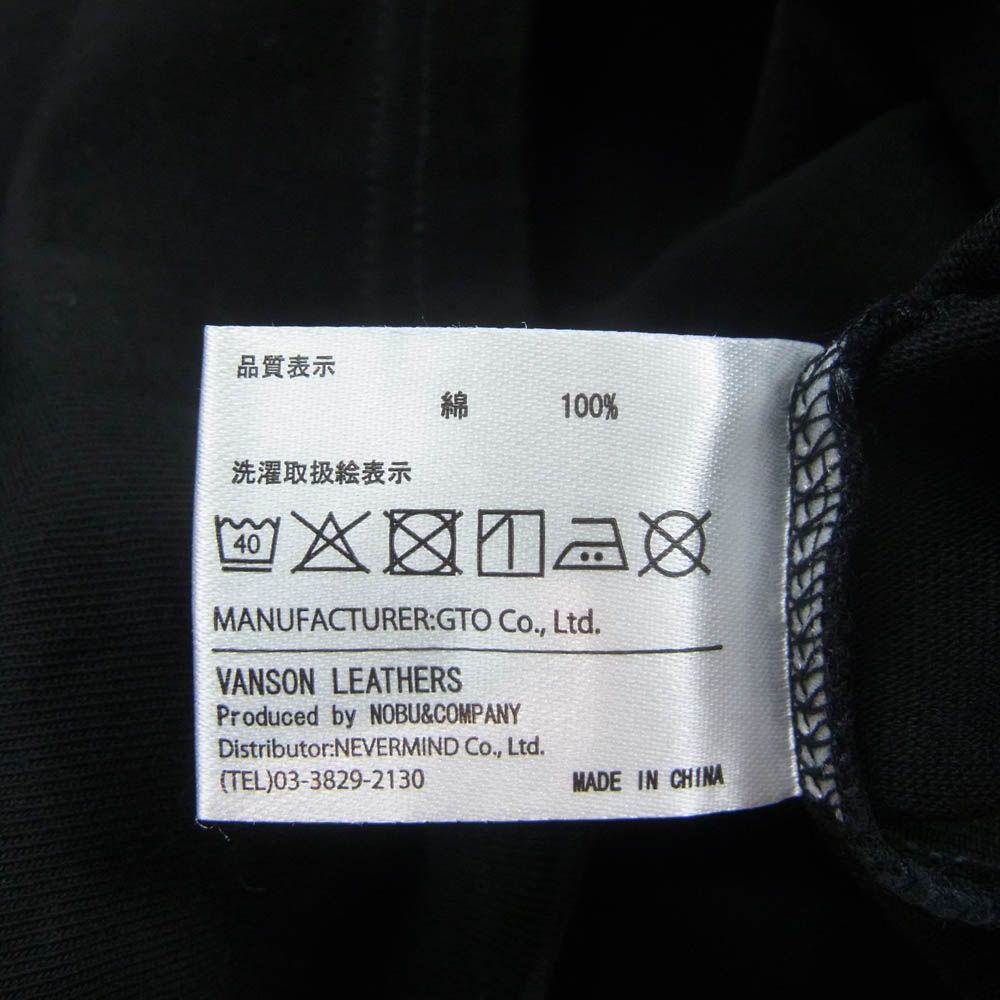 品質表示
綿 100%
洗濯取扱絵表示
40
MANUFACTURER:GTO Co., Ltd.
VANSON LEATHERS
Produced by NOBU&COMPANY
Distributor:NEVERMIND Co., Ltd.
(TEL)03-3829-2130
MADE IN CHINA